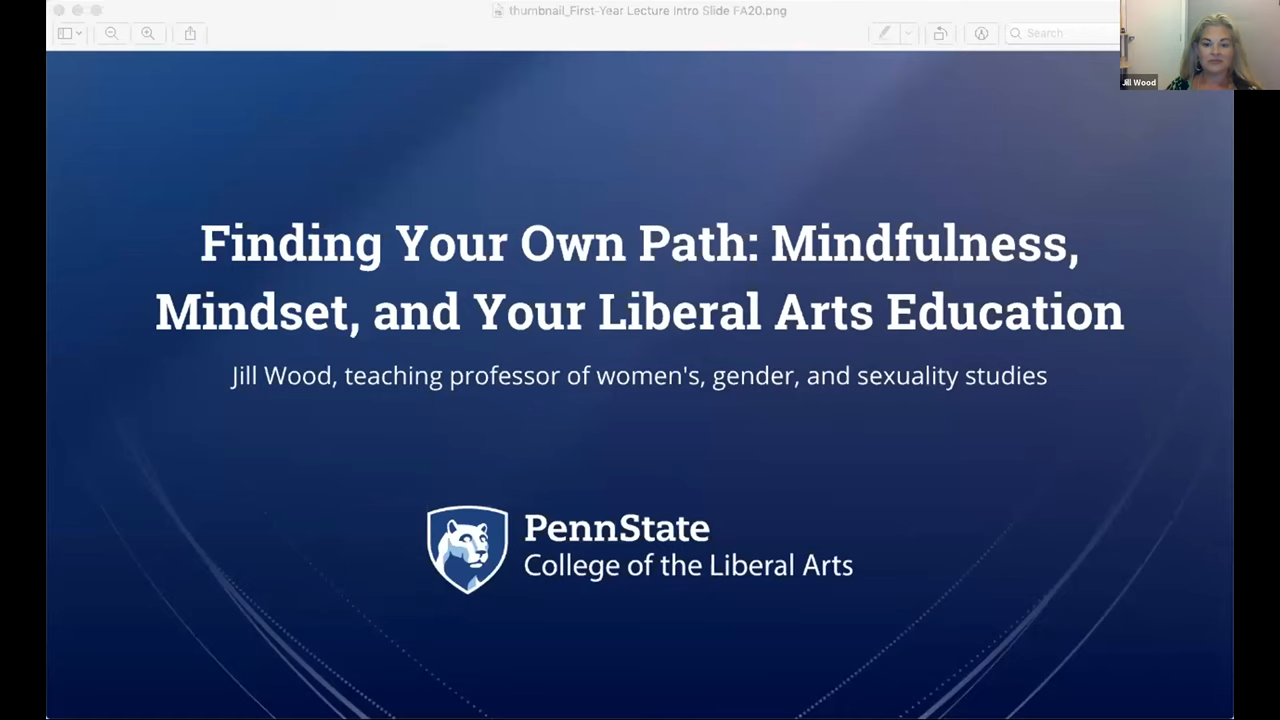 thumbnail_First-Year Lecture Intro Slide FA20.png
Search
Jill Wood
Finding Your Own Path: Mindfulness,
Mindset, and Your Liberal Arts Education
Jill Wood, teaching professor of women's, gender, and sexuality studies
PennState
College of the Liberal Arts